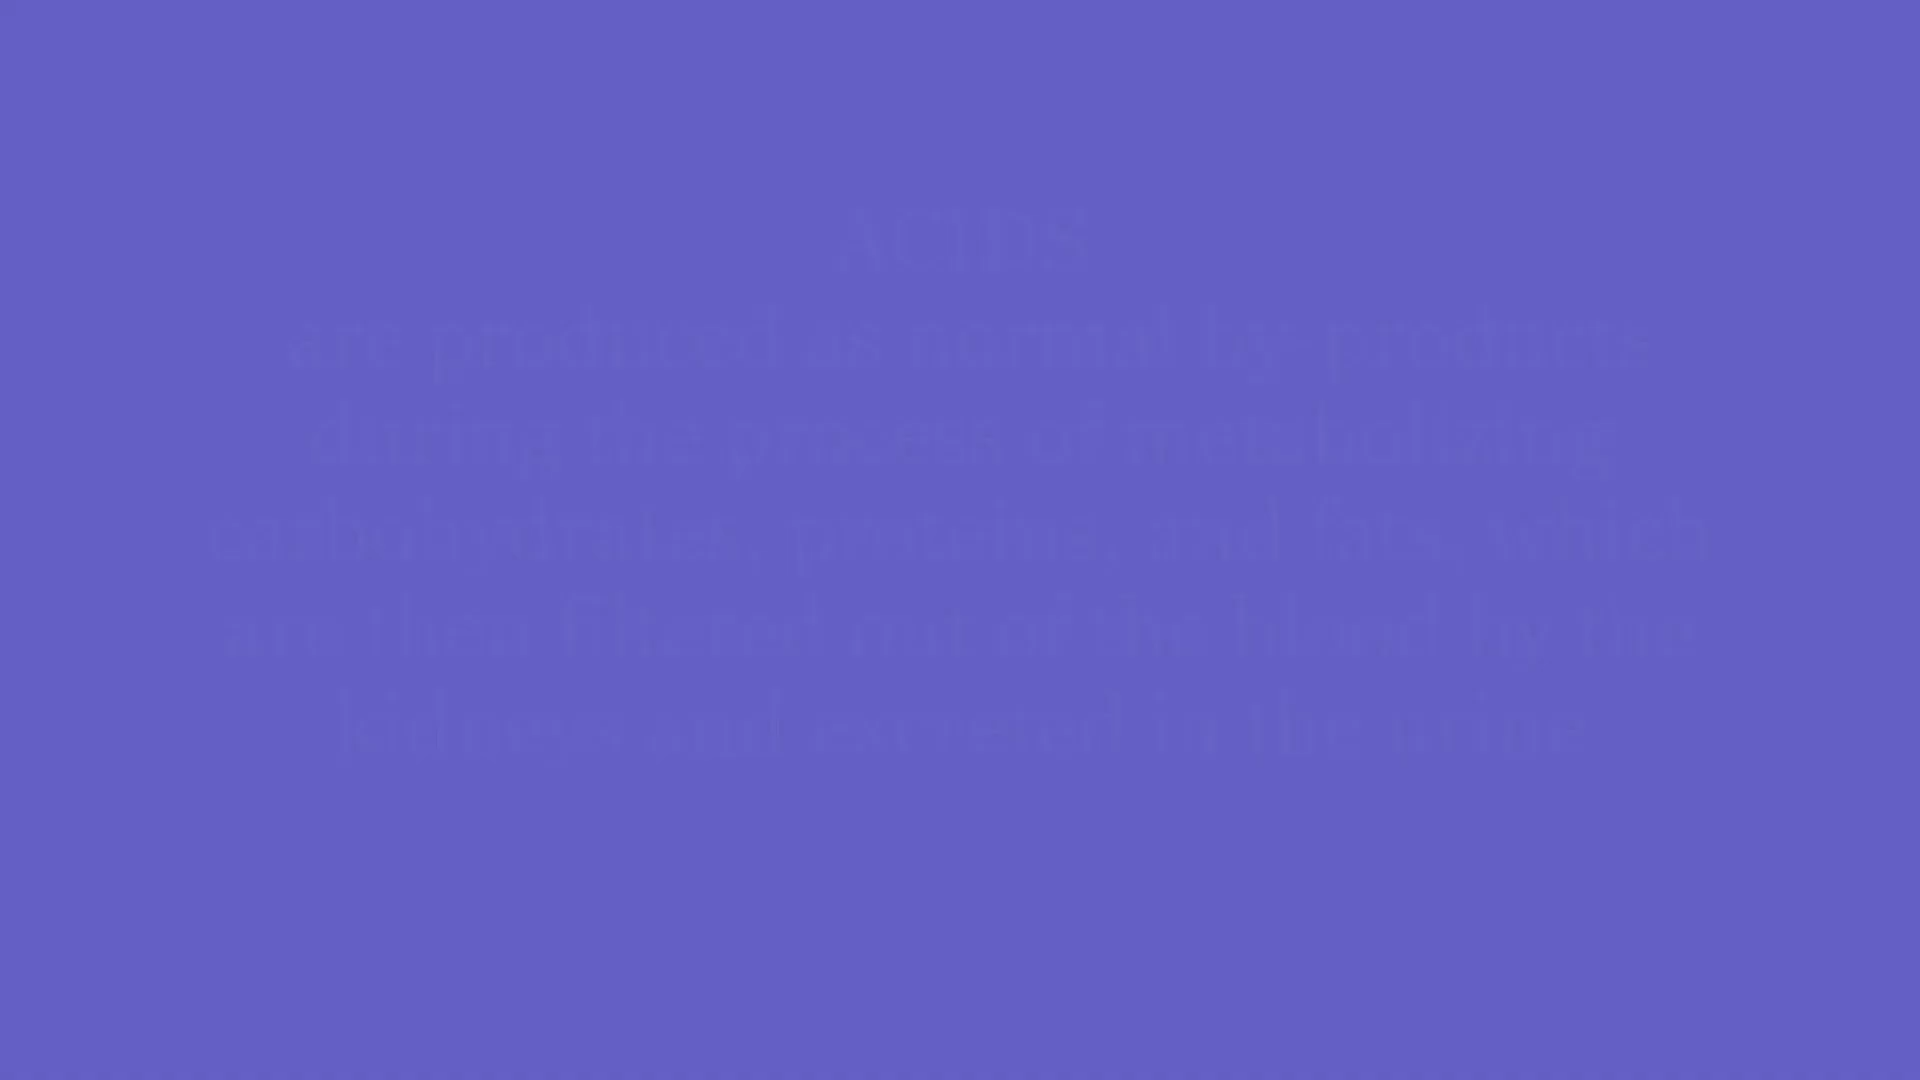 ACIDS
are produced as normal by-products
during the process of metabolizing
carbohydrates, proteins, and fats, which
are then filtered out of the blood by the
kidneys and excreted in the urine